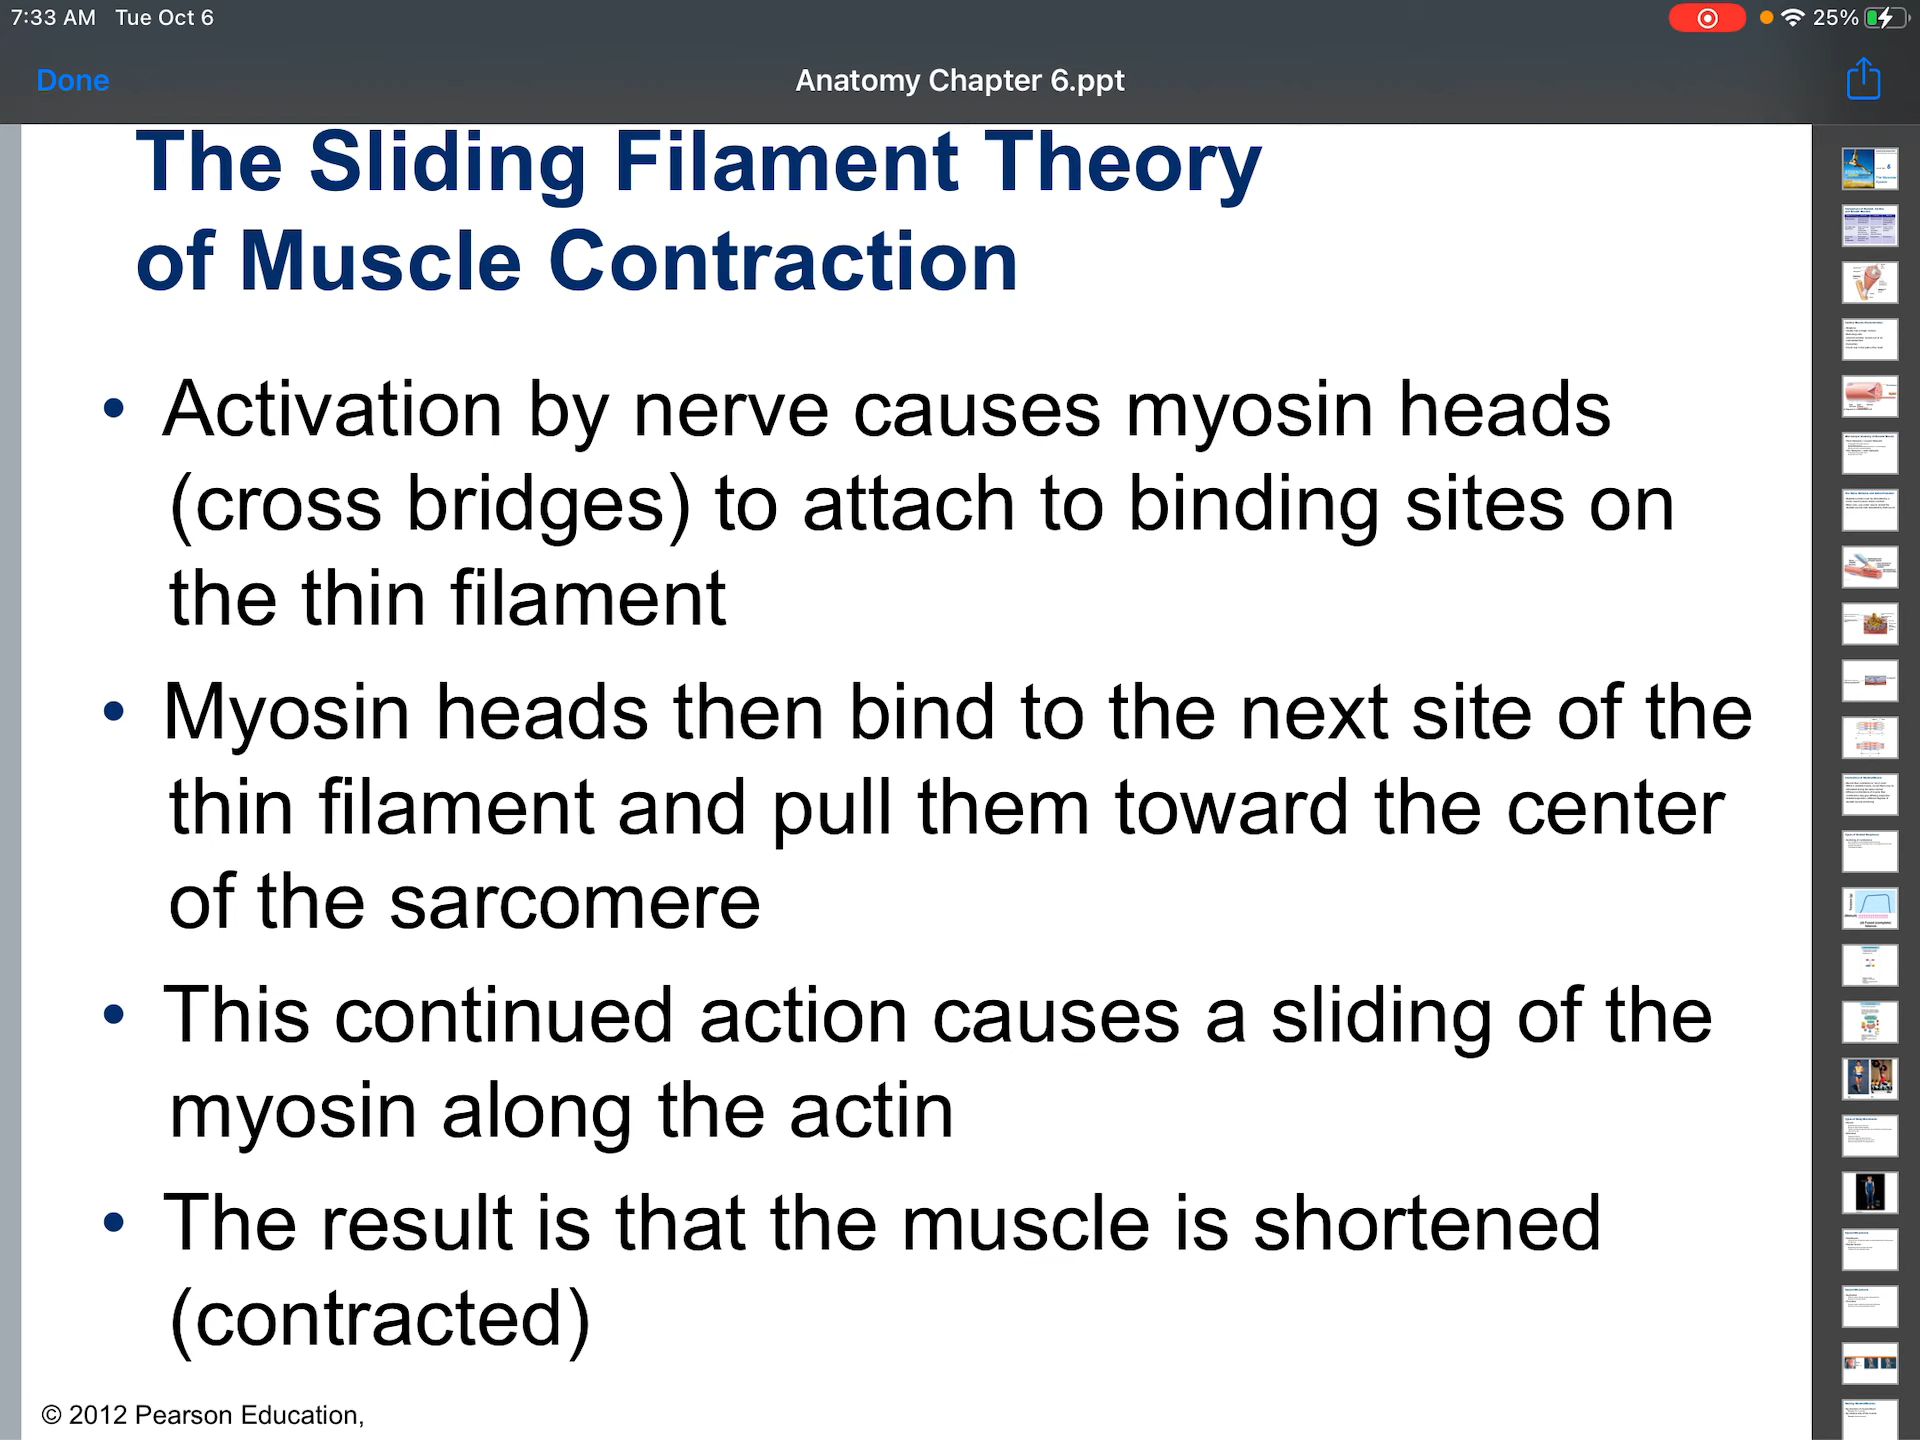 7:33 AM Tue Oct 6
25%
Done
Anatomy Chapter 6.ppt
The Sliding Filament Theory
of Muscle Contraction
• Activation by nerve causes myosin heads
(cross bridges) to attach to binding sites on
the thin filament
• Myosin heads then bind to the next site of the
thin filament and pull them toward the center
of the sarcomere
• This continued action causes a sliding of the
myosin along the actin
• The result is that the muscle is shortened
(contracted)
© 2012 Pearson Education,